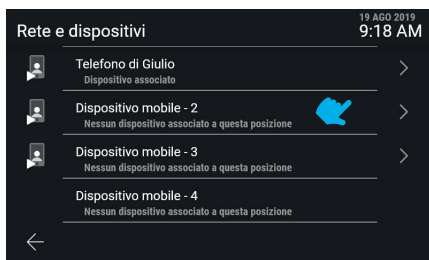 19 AGO 2019
Rete e dispositivi 9:18 AM
Telefono di Giulio
Dispositivo associato
Dispositivo mobile - 2
Nessun dispositivo associato a questa posizione
Dispositivo mobile - 3
Nessun dispositivo associato a questa posizione
Dispositivo mobile - 4
Nessun dispositivo associato a questa posizione